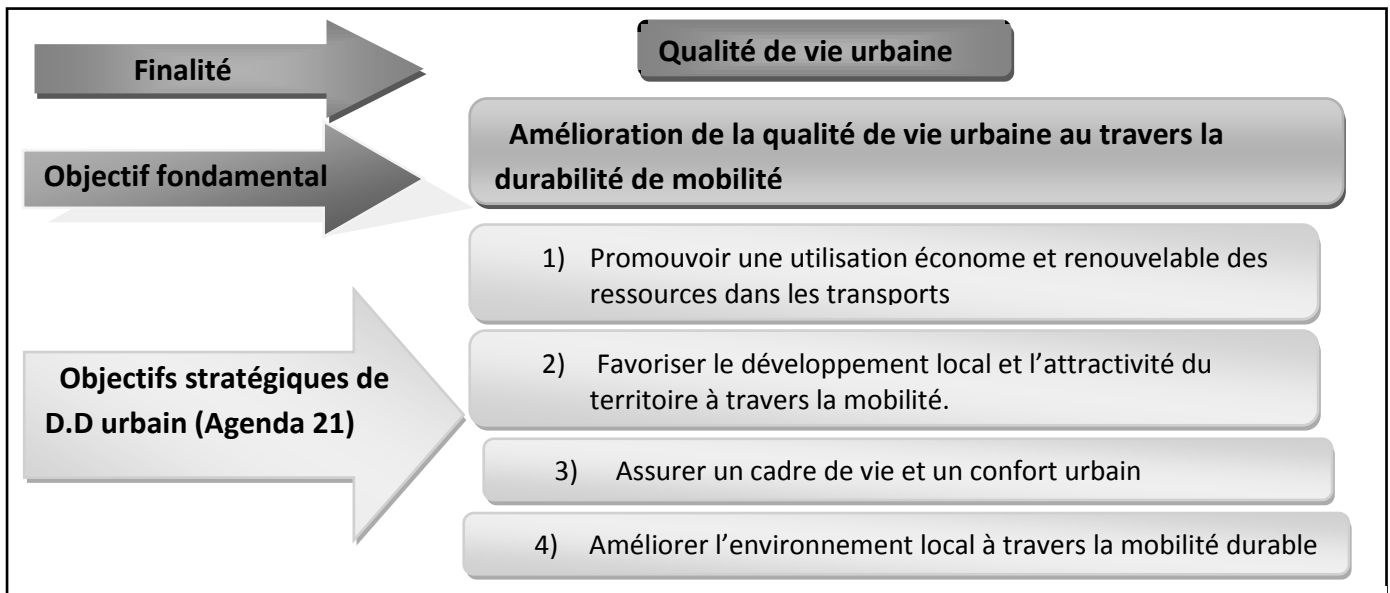 Finalité
Qualité de vie urbaine
Objectif fondamental
Amélioration de la qualité de vie urbaine au travers la
durabilité de mobilité
Objectifs stratégiques de
D.D urbain (Agenda 21)
1) Promouvoir une utilisation économe et renouvelable des
ressources dans les transports
2) Favoriser le développement local et l’attractivité du
territoire à travers la mobilité.
3) Assurer un cadre de vie et un confort urbain
4) Améliorer l’environnement local à travers la mobilité durable